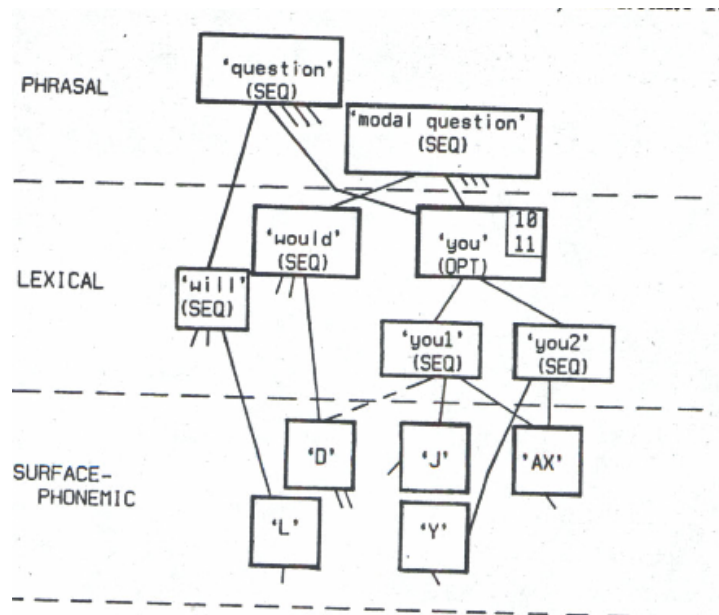 'question'
(SEQ)
PHRASAL
'modal question'
(SEQ)
'would'
(SEQ)
'you'
(OPT)
10
11
LEXICAL
'will'
(SEQ)
'you1'
(SEQ)
'you2'
(SEQ)
'D'
'J'
'AX'
SURFACE-
PHONEMIC
'L'
'Y'